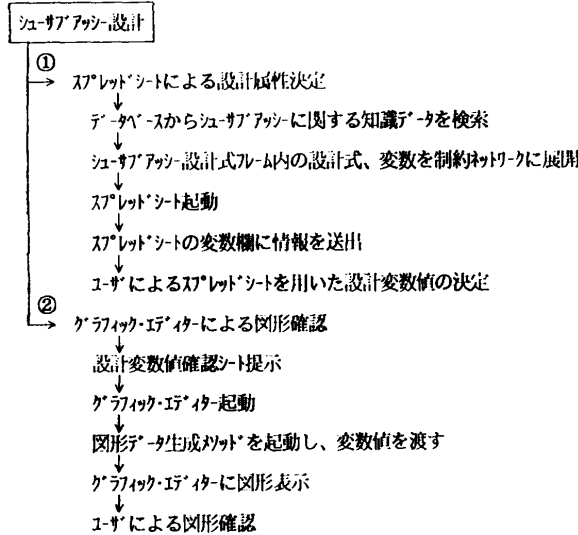 ｼｭｰｻﾌﾞｱｯｼｰ設計
①
ｽﾌﾟﾚｯﾄﾞｼｰﾄによる設計属性決定
ﾃﾞｰﾀﾍﾞｰｽからｼｭｰｻﾌﾞｱｯｼｰに関する知識ﾃﾞｰﾀを検索
ｼｭｰｻﾌﾞｱｯｼｰ設計式ﾌﾚｰﾑ内の設計式、変数を制約ﾈｯﾄﾜｰｸに展開
ｽﾌﾟﾚｯﾄﾞｼｰﾄ起動
ｽﾌﾟﾚｯﾄﾞｼｰﾄの変数欄に情報を送出
ﾕｰｻﾞによるｽﾌﾟﾚｯﾄﾞｼｰﾄを用いた設計変数値の決定
②
ｸﾞﾗﾌｨｯｸ･ｴﾃﾞｨﾀｰによる図形確認
設計変数値確認ｼｰﾄ提示
ｸﾞﾗﾌｨｯｸ･ｴﾃﾞｨﾀｰ起動
図形ﾃﾞｰﾀ生成ﾒｿｯﾄﾞを起動し、変数値を渡す
ｸﾞﾗﾌｨｯｸ･ｴﾃﾞｨﾀｰに図形表示
ﾕｰｻﾞによる図形確認